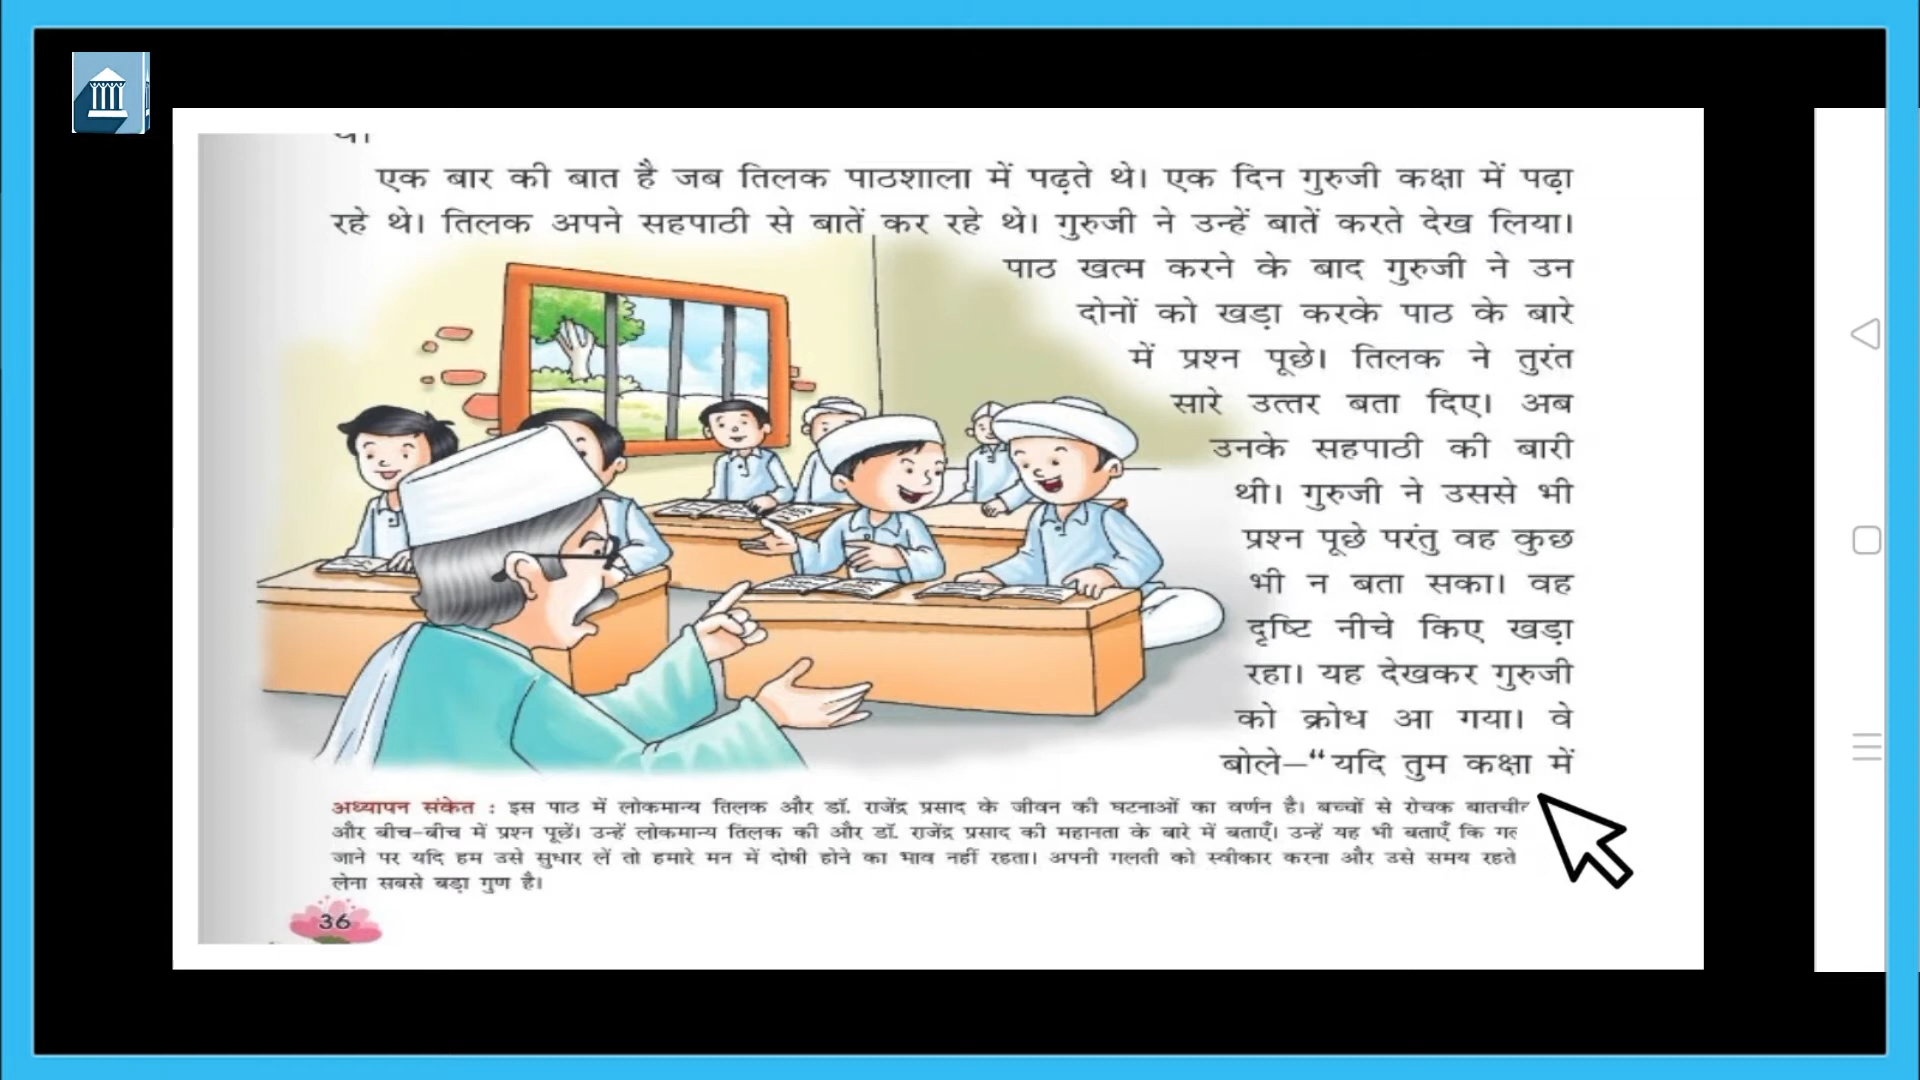 एक बार की बात है जब तिलक पाठशाला में पढ़ते थे। एक दिन गुरुजी कक्षा में पढ़ा
रहे थे। तिलक अपने सहपाठी से बातें कर रहे थे। गुरुजी ने उन्हें बातें करते देख लिया।
पाठ खत्म करने के बाद गुरुजी ने उन
दोनों को खड़ा करके पाठ के बारे
में प्रश्न पूछे। तिलक ने तुरंत
सारे उत्तर बता दिए। अब
उनके सहपाठी की बारी
थी। गुरुजी ने उससे भी
प्रश्न पूछे परंतु वह कुछ
भी न बता सका। वह
दृष्टि नीचे किए खड़ा
रहा। यह देखकर गुरुजी
को क्रोध आ गया। वे
बोले–“यदि तुम कक्षा में
अध्यापन संकेत : इस पाठ में लोकमान्य तिलक और डॉ. राजेंद्र प्रसाद के जीवन की घटनाओं का वर्णन है। बच्चों से रोचक
और बीच-बीच में प्रश्न पूछें। उन्हें लोकमान्य तिलक की और डॉ. राजेंद्र प्रसाद की महानता के बारे में बताएँ। उन्हें यह भी बताएँ कि
जाने पर यदि हम उसे सुधार लें तो हमारे मन में दोषी होने का भाव नहीं रहता। अपनी गलती को स्वीकार करना और उसे समय रहते
लेना सबसे बड़ा गुण है।
36